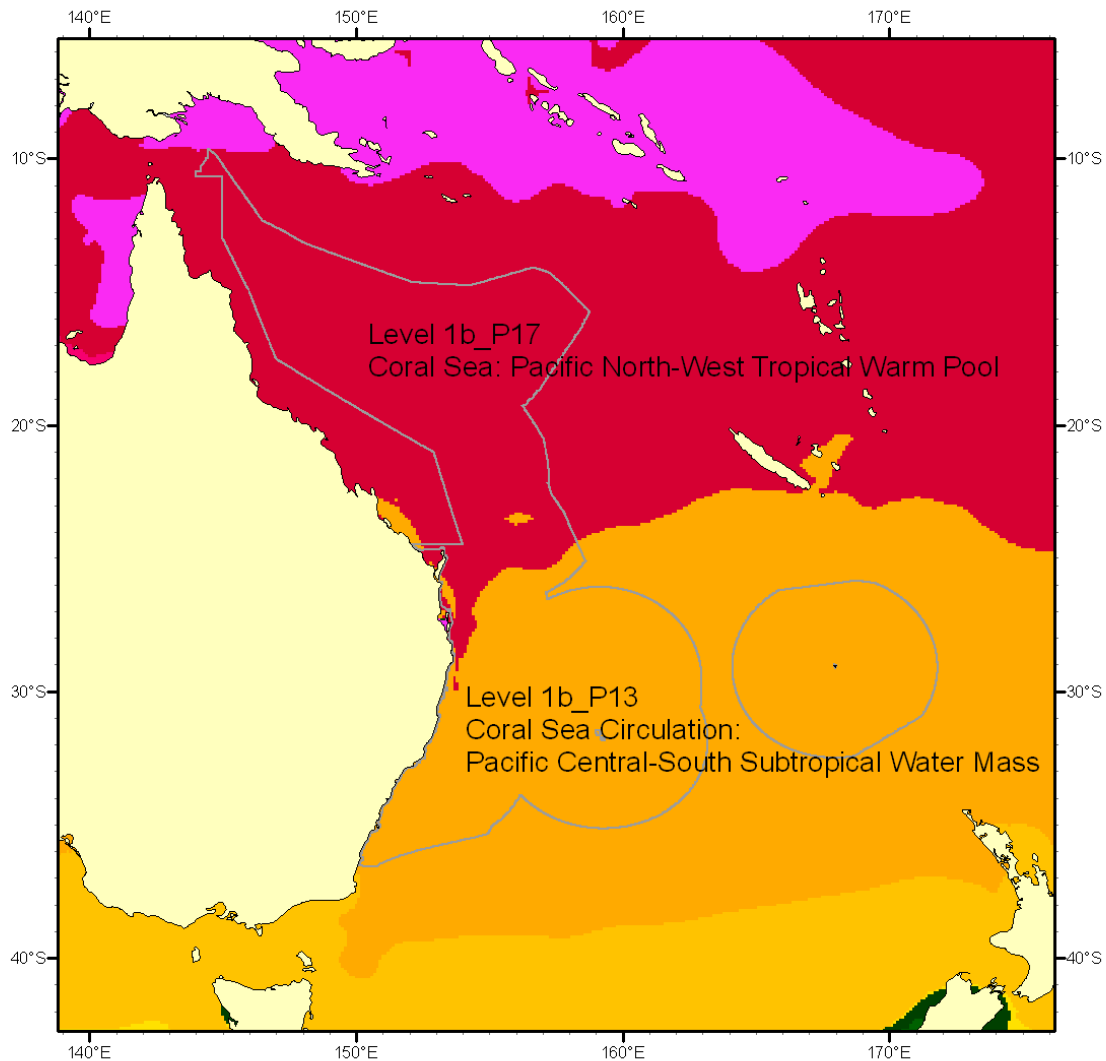 140°E 150°E 160°E 170°E
10°S 10°S
Level 1b_P17
Coral Sea: Pacific North-West Tropical Warm Pool
20°S 20°S
30°S 30°S
Level 1b_P13
Coral Sea Circulation:
Pacific Central-South Subtropical Water Mass
40°S 40°S
140°E 150°E 160°E 170°E